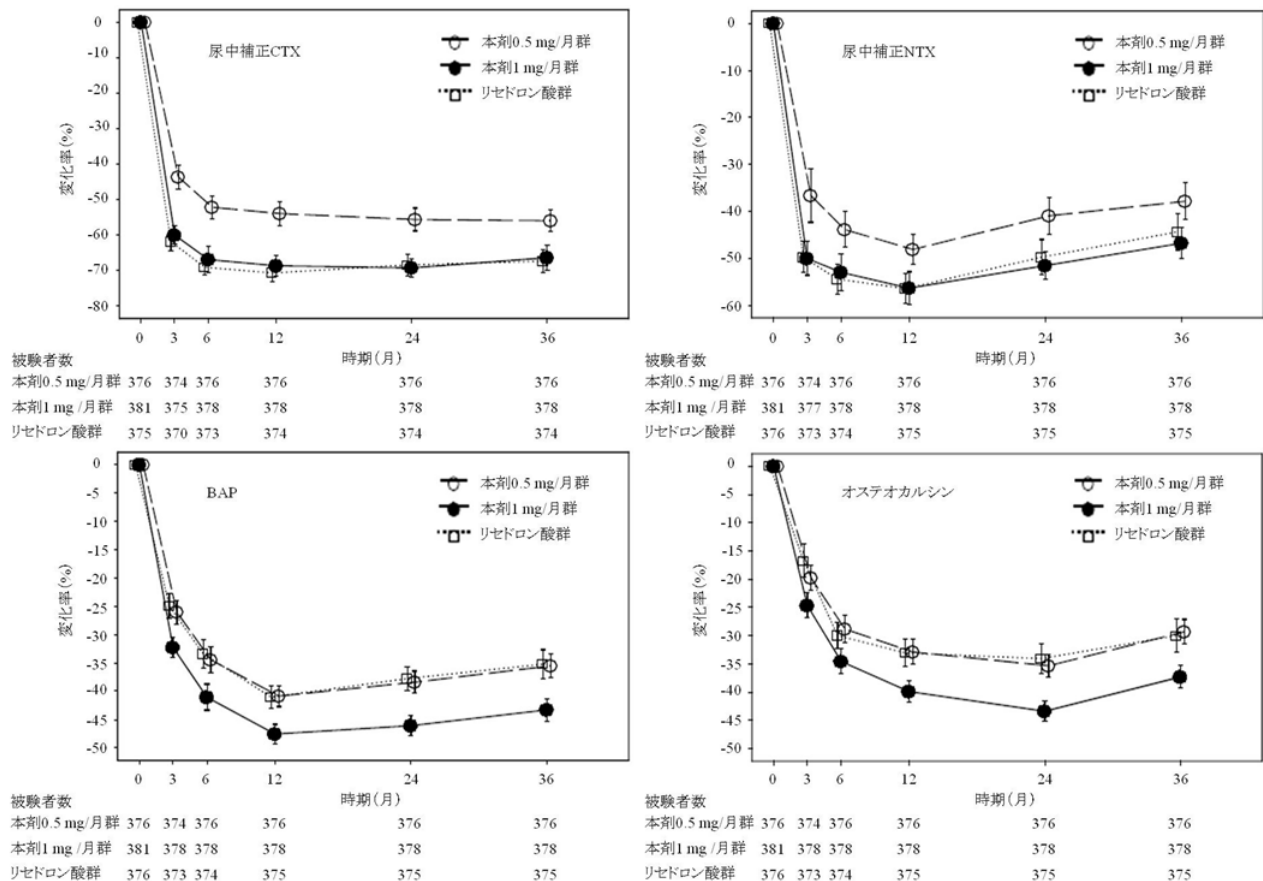 尿中補正CTX
本剤0.5 mg/月群
本剤1 mg/月群
リセドロン酸群
変化率(%)
-0
-10
-20
-30
-40
-50
-60
-70
-80
0 3 6 12 24 36
時期(月)
被験者数
本剤0.5 mg/月群 376 374 376 376 376 376
本剤1 mg /月群 381 375 378 378 378 378
リセドロン酸群 375 370 373 374 374 374
尿中補正NTX
本剤0.5 mg/月群
本剤1 mg/月群
リセドロン酸群
変化率(%)
0
-10
-20
-30
-40
-50
-60
0 3 6 12 24 36
時期(月)
被験者数
本剤0.5 mg/月群 376 374 376 376 376 376
本剤1 mg/月群 381 377 378 378 378 378
リセドロン酸群 376 373 374 375 375 375
BAP
本剤0.5 mg/月群
本剤1 mg/月群
リセドロン酸群
変化率(%)
0
-5
-10
-15
-20
-25
-30
-35
-40
-45
-50
0 3 6 12 24 36
時期(月)
被験者数
本剤0.5 mg/月群 376 374 376 376 376 376
本剤1 mg/月群 381 378 378 378 378 378
リセドロン酸群 376 373 374 375 375 375
オステオカルシン
本剤0.5 mg/月群
本剤1 mg/月群
リセドロン酸群
変化率(%)
0
-5
-10
-15
-20
-25
-30
-35
-40
-45
-50
0 3 6 12 24 36
時期(月)
被験者数
本剤0.5 mg/月群 376 374 376 376 376 376
本剤1 mg/月群 381 378 378 378 378 378
リセドロン酸群 376 373 374 375 375 375